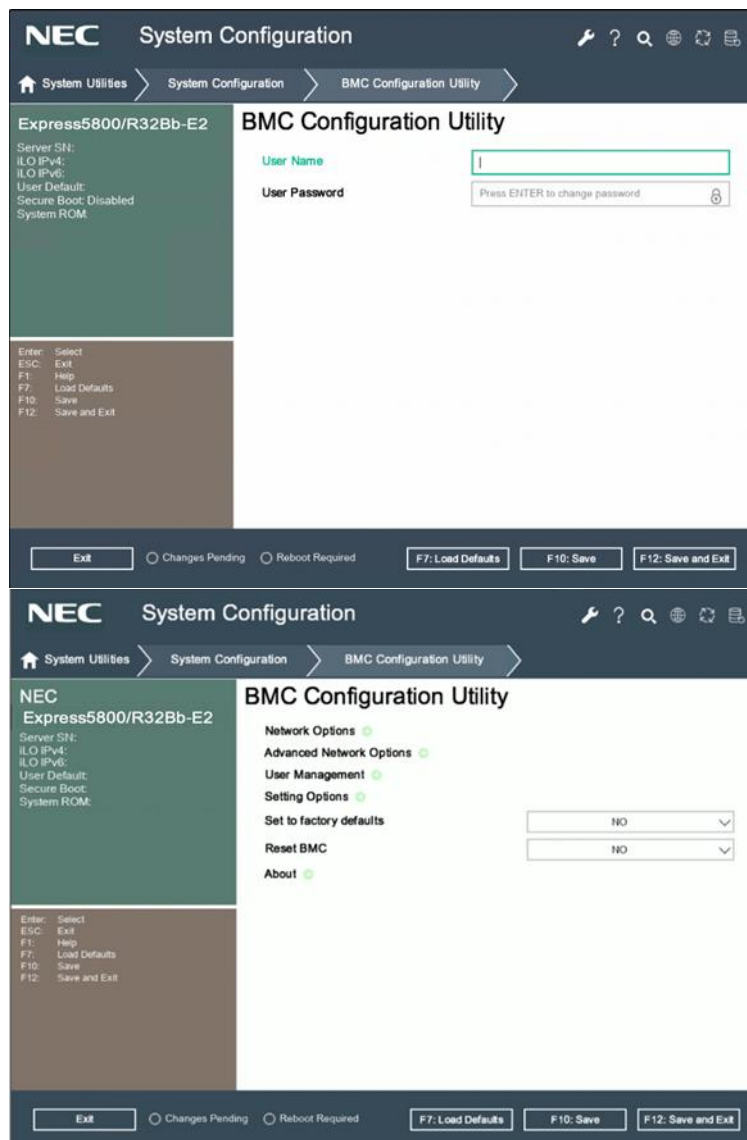 NEC System Configuration
System Utilities System Configuration BMC Configuration Utility
Express5800/R32Bb-E2
Server SN:
iLO IPv4:
iLO IPv6:
User Default:
Secure Boot: Disabled
System ROM:
Enter: Select
ESC: Exit
F1: Help
F7: Load Defaults
F10: Save
F12: Save and Exit
BMC Configuration Utility
User Name
User Password Press ENTER to change password
Exit Changes Pending Reboot Required F7: Load Defaults F10: Save F12: Save and Exit
NEC System Configuration
System Utilities System Configuration BMC Configuration Utility
NEC
Express5800/R32Bb-E2
Server SN:
iLO IPv4:
iLO IPv6:
User Default:
Secure Boot:
System ROM:
Enter: Select
ESC: Exit
F1: Help
F7: Load Defaults
F10: Save
F12: Save and Exit
BMC Configuration Utility
Network Options
Advanced Network Options
User Management
Setting Options
Set to factory defaults NO
Reset BMC NO
About
Exit Changes Pending Reboot Required F7: Load Defaults F10: Save F12: Save and Exit